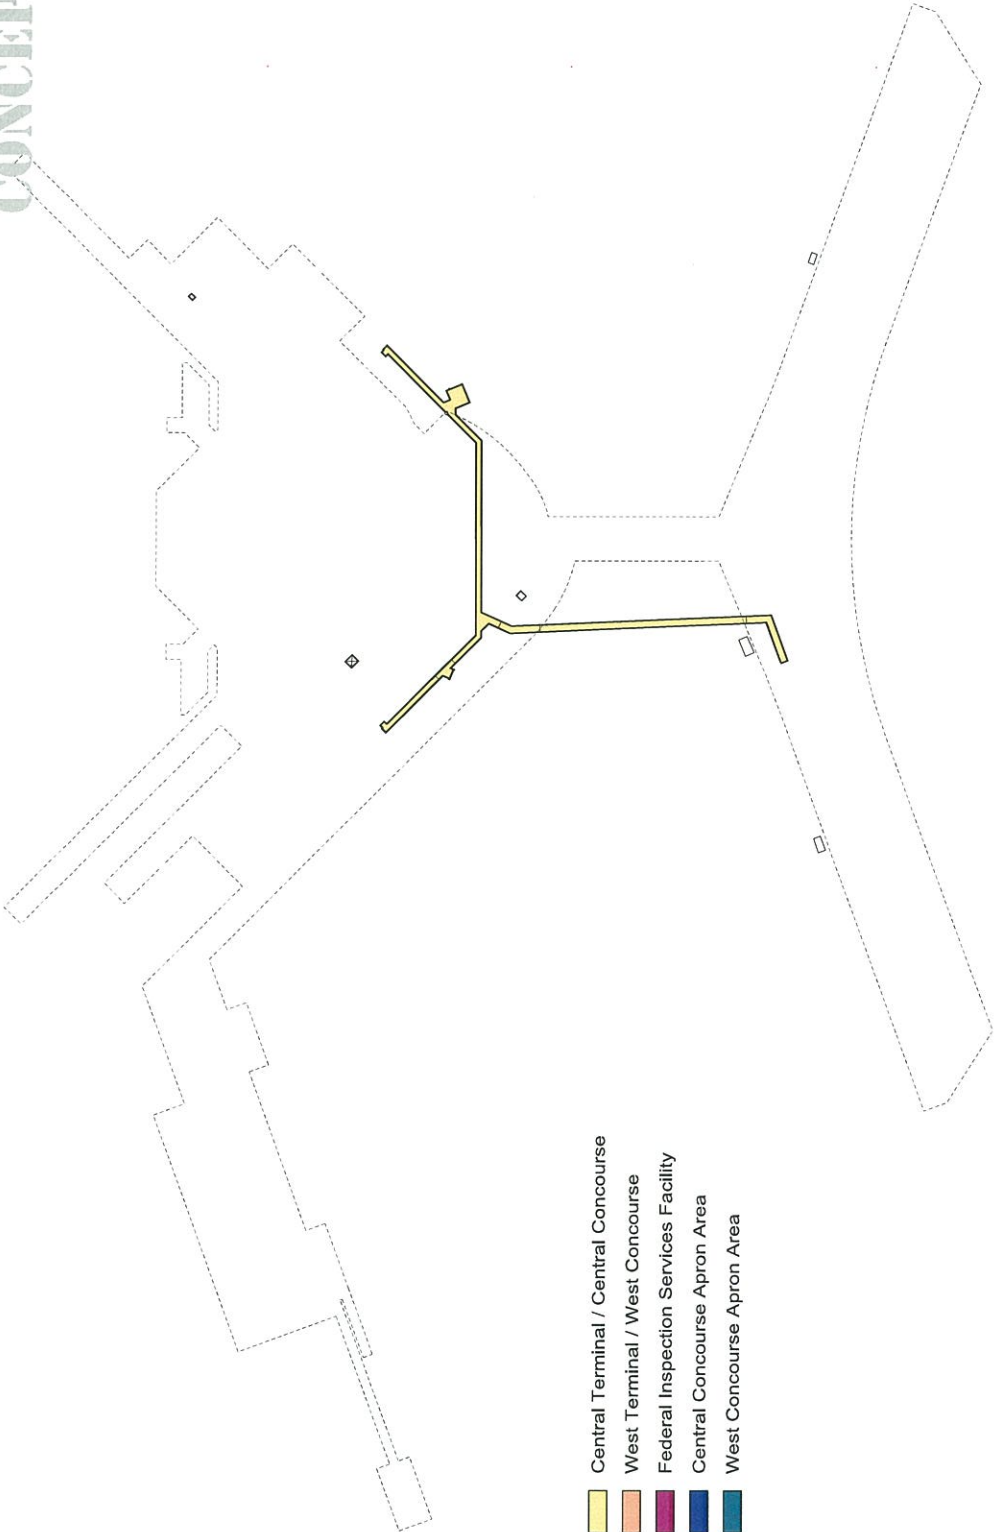 Central Terminal / Central Concourse
West Terminal / West Concourse
Federal Inspection Services Facility
Central Concourse Apron Area
West Concourse Apron Area